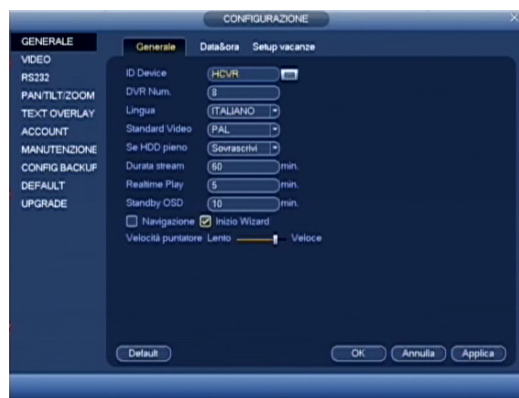 CONFIGURAZIONE
GENERALE
VIDEO
RS232
PAN/TILT/ZOOM
TEXT OVERLAY
ACCOUNT
MANUTENZIONE
CONFIG BACKUF
DEFAULT
UPGRADE
Generale Data&ora Setup vacanze
ID Device HCVR
DVR Num. 8
Lingua ITALIANO
Standard Video PAL
Se HDD pieno Sovrascrivi
Durata stream 60 min.
Realtime Play 5 min.
Standby OSD 10 min.
Navigazione Inizio Wizard
Velocità puntatore Lento Veloce
Default OK Annulla Applica